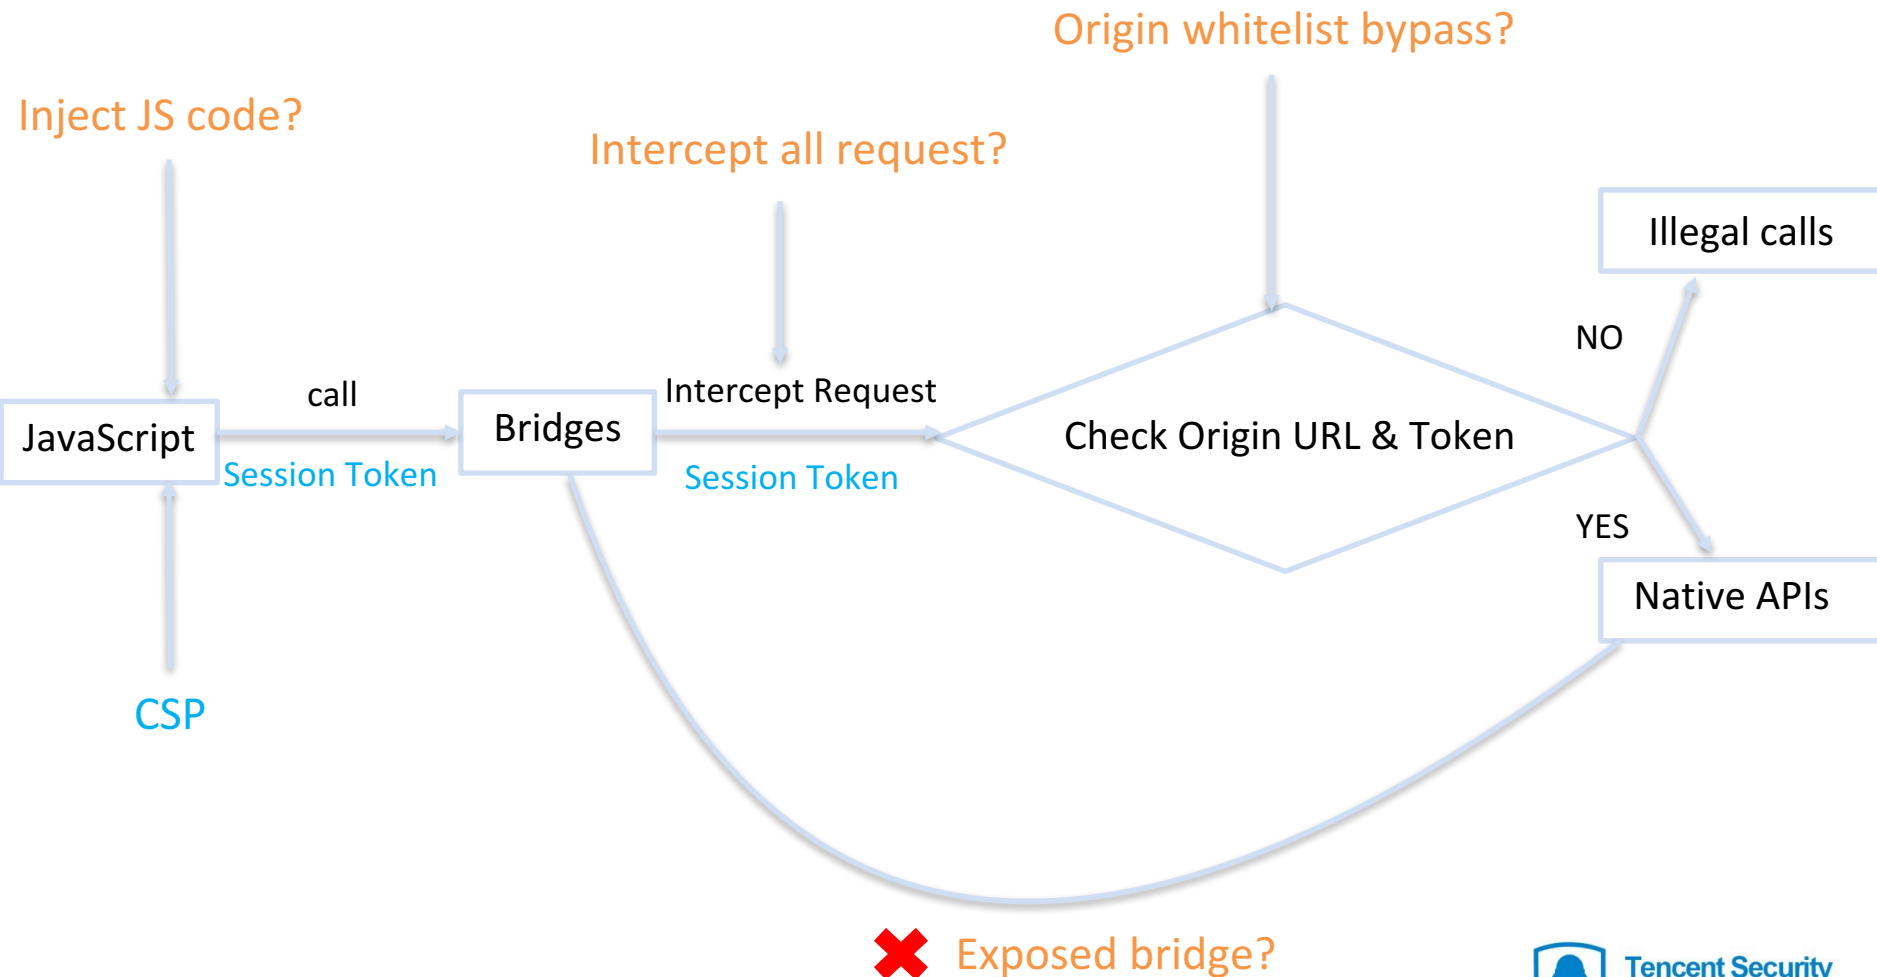 Origin whitelist bypass?
Inject JS code?
Intercept all request?
Illegal calls
NO
call
Intercept Request
JavaScript
Bridges
Check Origin URL & Token
Session Token
Session Token
YES
Native APIs
CSP
Exposed bridge?
Tencent Security